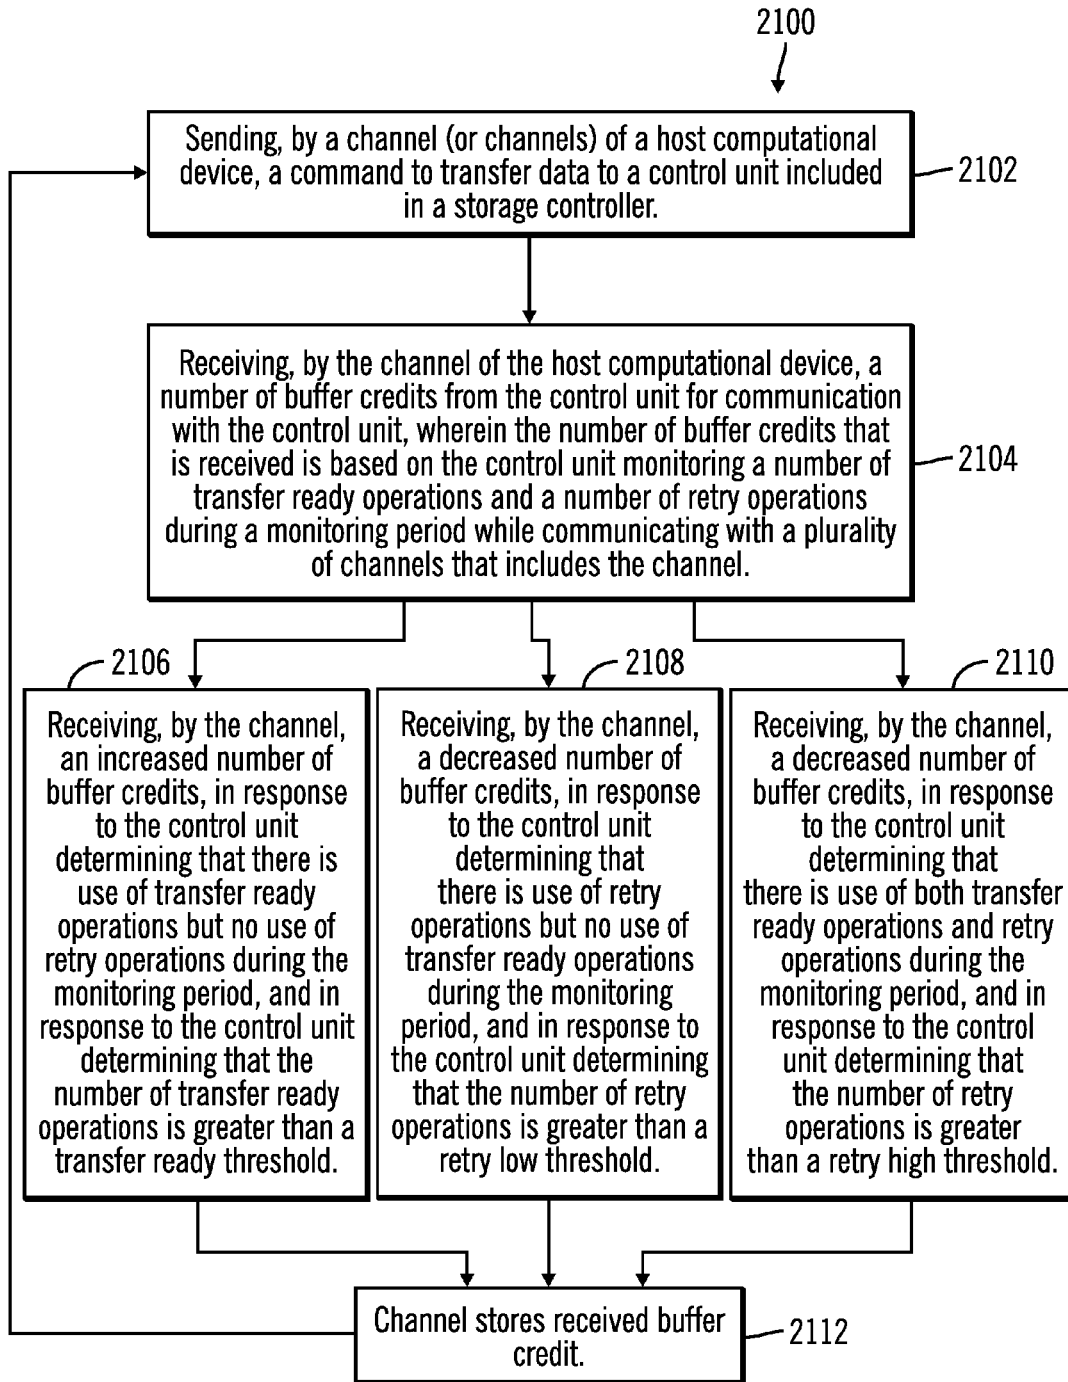 2100
Sending, by a channel (or channels) of a host computational
device, a command to transfer data to a control unit included
in a storage controller.
2102
Receiving, by the channel of the host computational device, a
number of buffer credits from the control unit for communication
with the control unit, wherein the number of buffer credits that
is received is based on the control unit monitoring a number of
transfer ready operations and a number of retry operations
during a monitoring period while communicating with a plurality
of channels that includes the channel.
2104
2106
Receiving, by the channel,
an increased number of
buffer credits, in response
to the control unit
determining that there is
use of transfer ready
operations but no use of
retry operations during the
monitoring period, and in
response to the control unit
determining that the
number of transfer ready
operations is greater than a
transfer ready threshold.
2108
Receiving, by the channel,
a decreased number of
buffer credits, in response
to the control unit
determining that
there is use of retry
operations but no use of
transfer ready operations
during the monitoring
period, and in response to
the control unit determining
that the number of retry
operations is greater than a
retry low threshold.
2110
Receiving, by the channel,
a decreased number of
buffer credits, in response
to the control unit
determining that
there is use of both transfer
ready operations and retry
operations during the
monitoring period, and in
response to the control
unit determining that
the number of retry
operations is greater
than a retry high threshold.
Channel stores received buffer
credit.
2112